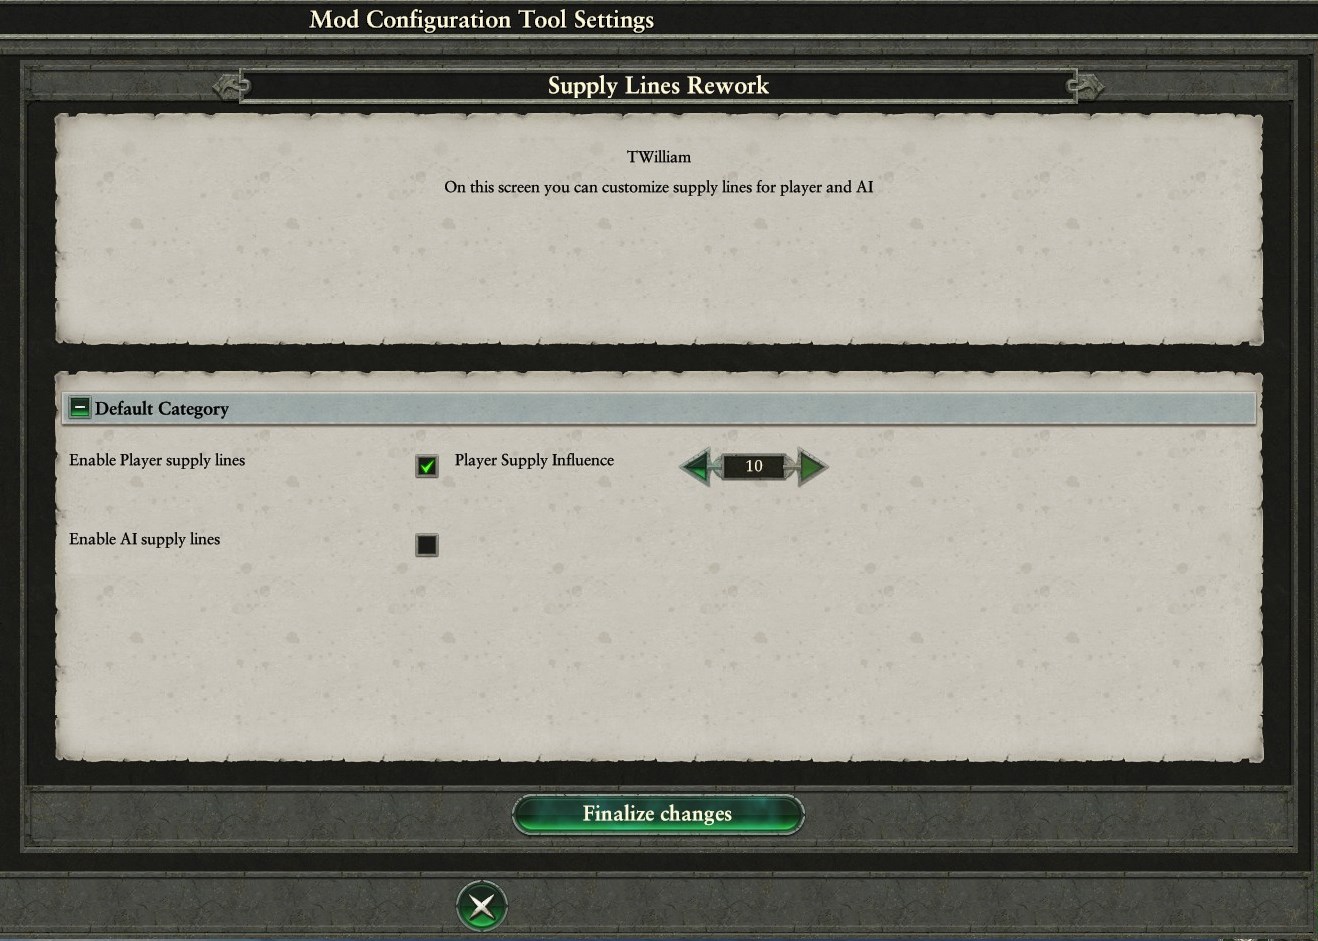 Mod Configuration Tool Settings
Supply Lines Rework
TWilliam
On this screen you can customize supply lines for player and AI
Default Category
Enable Player supply lines
Player Supply Influence
10
Enable AI supply lines
Finalize changes